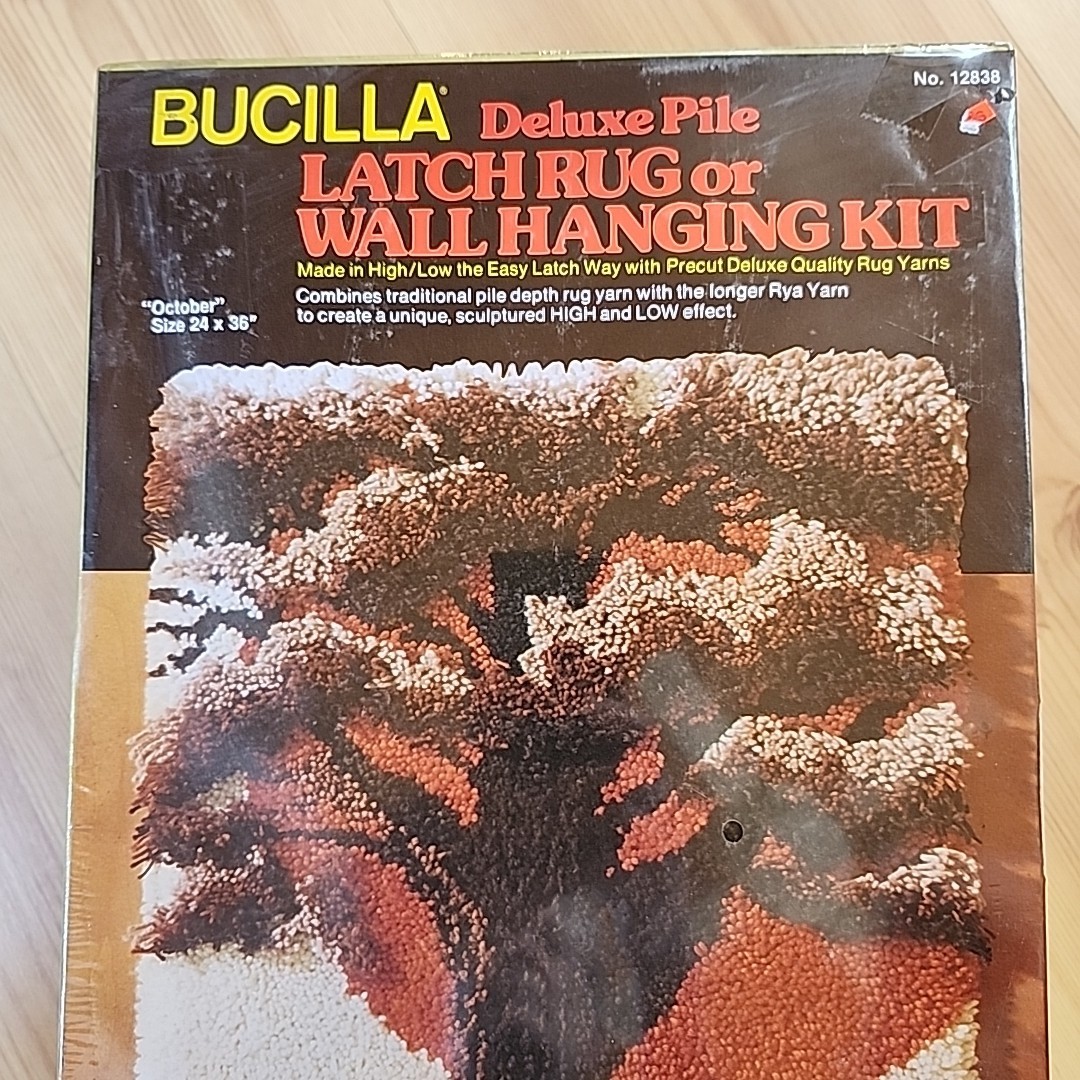 No. 12838
BUCILLA® Deluxe Pile
LATCH RUG or
WALL HANGING KIT
Made in High/Low the Easy Latch Way with Precut Deluxe Quality Rug Yarns
"October"
Size 24 x 36"
Combines traditional pile depth rug yarn with the longer Rya Yarn
to create a unique, sculptured HIGH and LOW effect.